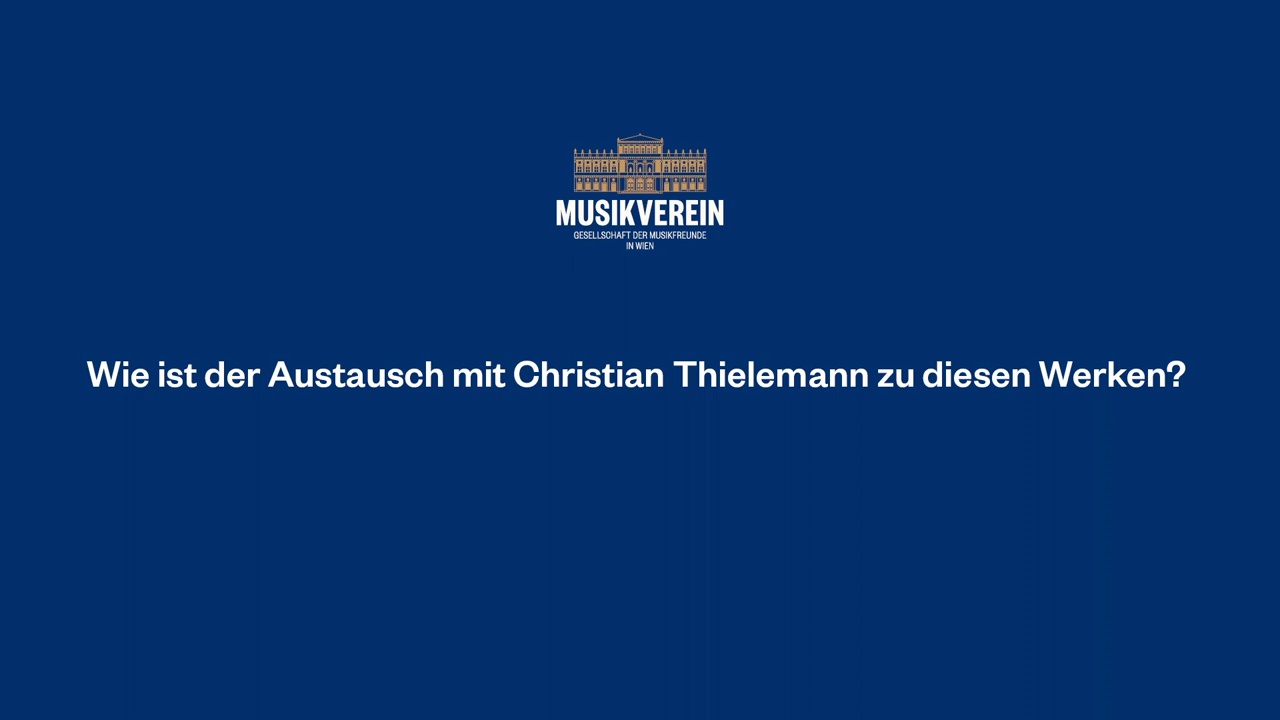 MUSIKVEREIN
GESELLSCHAFT DER MUSIKFREUNDE
IN WIEN
Wie ist der Austausch mit Christian Thielemann zu diesen Werken?